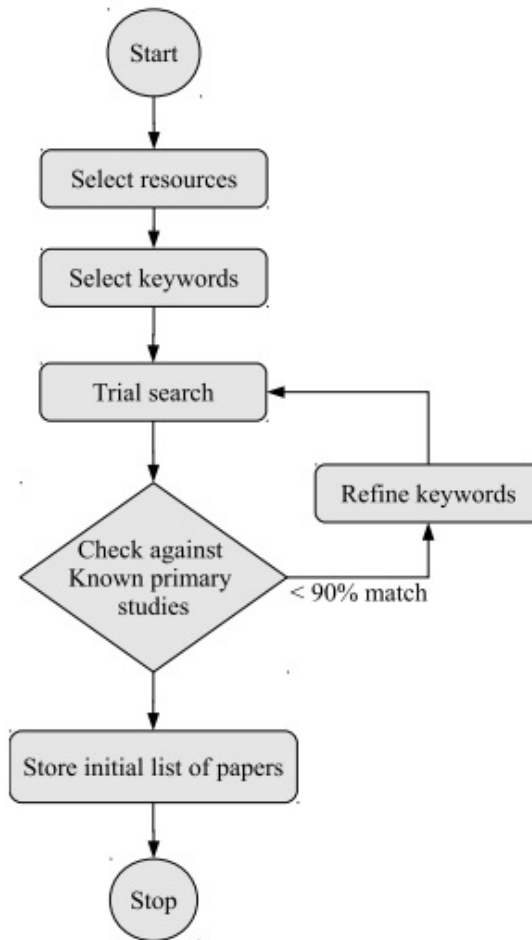 Start
Select resources
Select keywords
Trial search
Refine keywords
Check against
Known primary
studies
< 90% match
Store initial list of papers
Stop